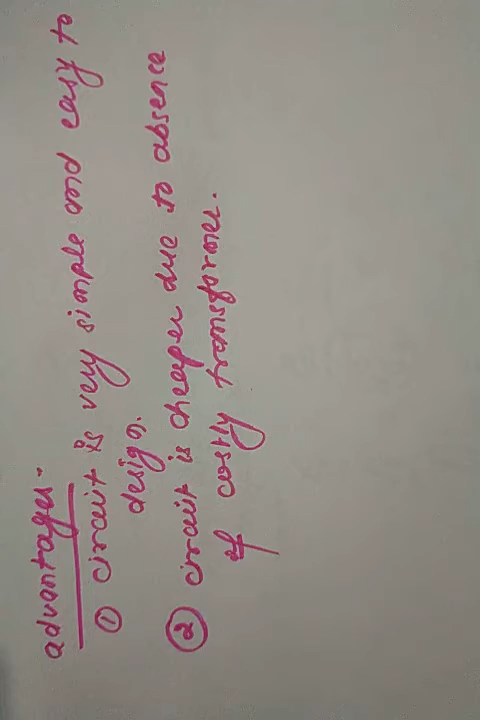 advantages.
① circuit is very simple and easy to
design.
② circuit is cheaper due to absence
of costly transformer.